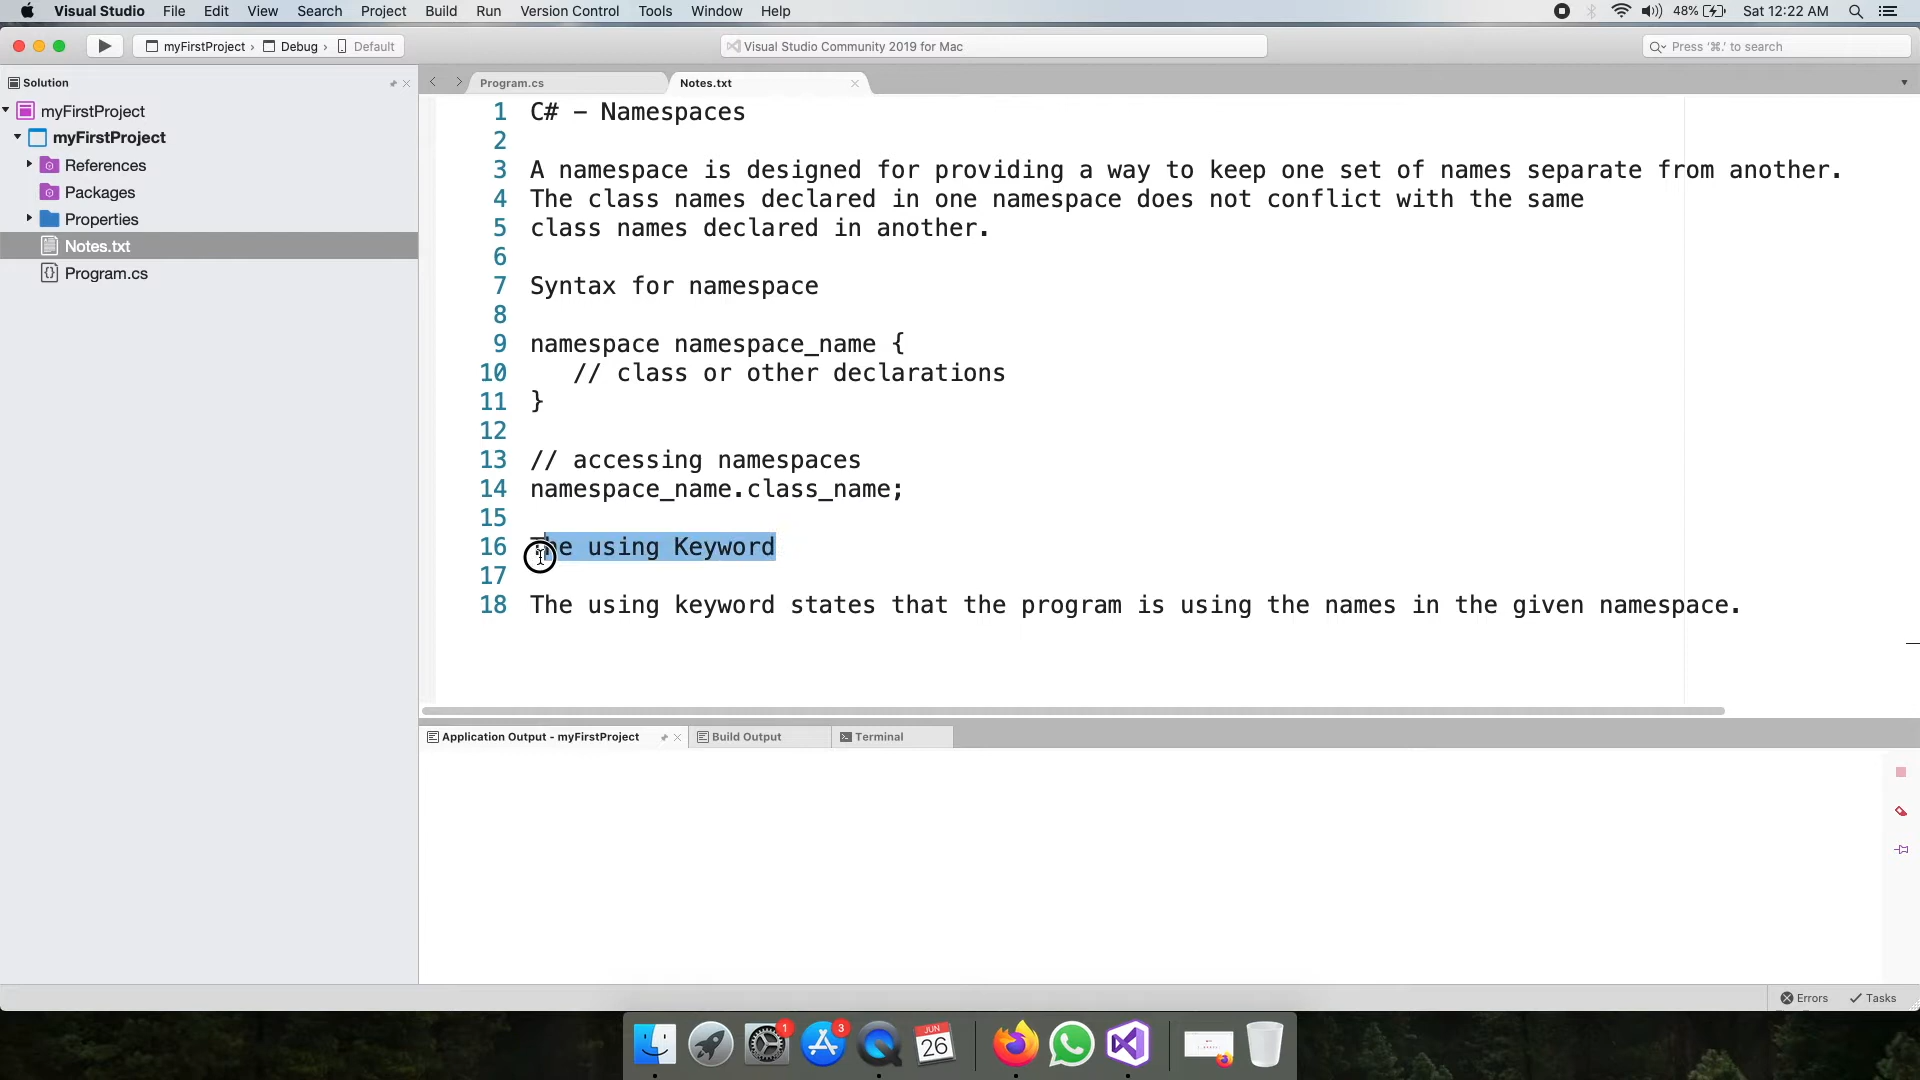 Visual Studio File Edit View Search Project Build Run Version Control Tools Window Help 48% Sat 12:22 AM
myFirstProject › Debug › Default Visual Studio Community 2019 for Mac Press '⌘.' to search
Solution
Program.cs Notes.txt
myFirstProject
myFirstProject
References
Packages
Properties
Notes.txt
Program.cs
1 C# – Namespaces
2
3 A namespace is designed for providing a way to keep one set of names separate from another.
4 The class names declared in one namespace does not conflict with the same
5 class names declared in another.
6
7 Syntax for namespace
8
9 namespace namespace_name {
10 // class or other declarations
11 }
12
13 // accessing namespaces
14 namespace_name.class_name;
15
16 The using Keyword
17
18 The using keyword states that the program is using the names in the given namespace.
Application Output - myFirstProject Build Output Terminal
Errors Tasks
1 3 JUN
26